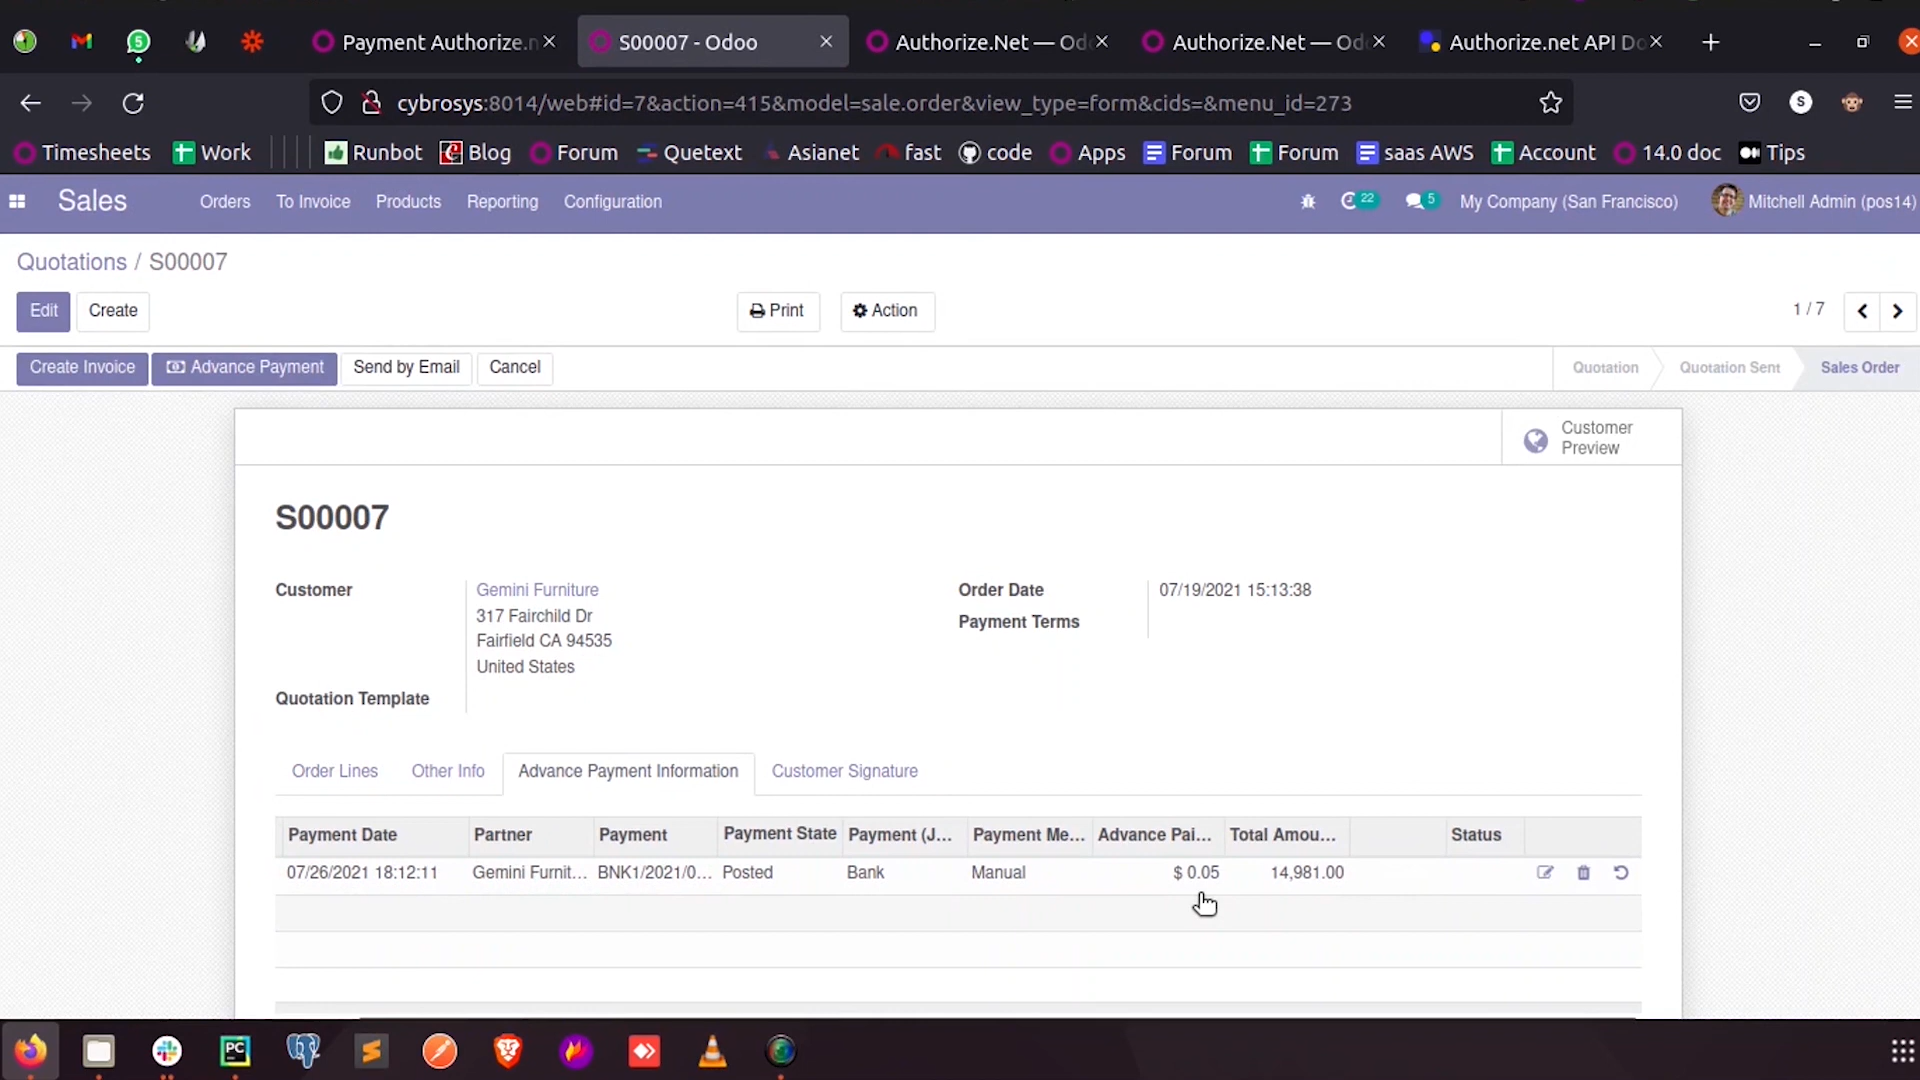 Payment Authorize.n
S00007 - Odoo
Authorize.Net — Od
Authorize.Net — Od
Authorize.net API Do
cybrosys:8014/web#id=7&action=415&model=sale.order&view_type=form&cids=&menu_id=273
S
Timesheets
Work
Runbot
Blog
Forum
Quetext
Asianet
fast
code
Apps
Forum
Forum
saas AWS
Account
14.0 doc
Tips
Sales
Orders
To Invoice
Products
Reporting
Configuration
22
5
My Company (San Francisco)
Mitchell Admin (pos14)
Quotations / S00007
Edit
Create
Print
Action
1 / 7
Create Invoice
Advance Payment
Send by Email
Cancel
Quotation
Quotation Sent
Sales Order
Customer
Preview
S00007
Customer
Gemini Furniture
317 Fairchild Dr
Fairfield CA 94535
United States
Order Date
07/19/2021 15:13:38
Payment Terms
Quotation Template
Order Lines
Other Info
Advance Payment Information
Customer Signature
Payment Date
Partner
Payment
Payment State
Payment (J...
Payment Me...
Advance Pai...
Total Amou...
Status
07/26/2021 18:12:11
Gemini Furnit...
BNK1/2021/0...
Posted
Bank
Manual
$ 0.05
14,981.00
PC